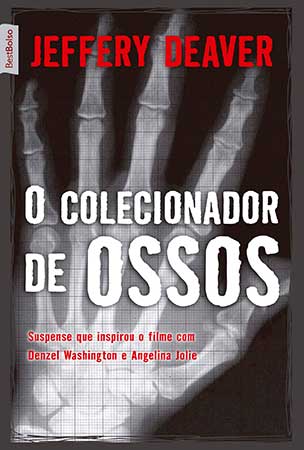 BestBolso
JEFFERY DEAVER
O COLECIONADOR
DE OSSOS
Suspense que inspirou o filme com
Denzel Washington e Angelina Jolie